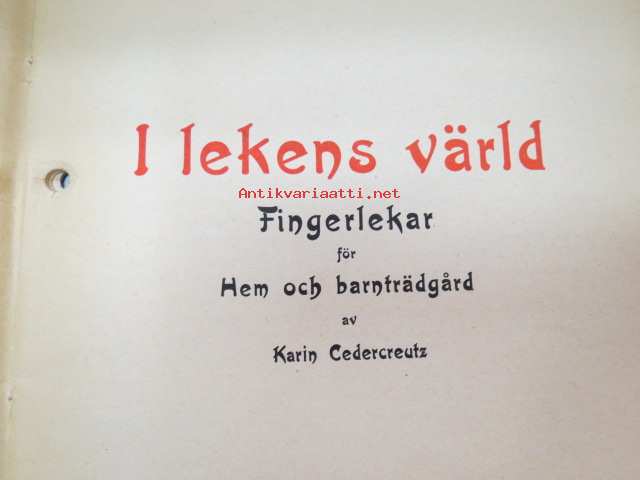 I lekens värld
Antikvariaatti.net
Fingerlekar
för
Hem och barnträdgård
av
Karin Cedercreutz